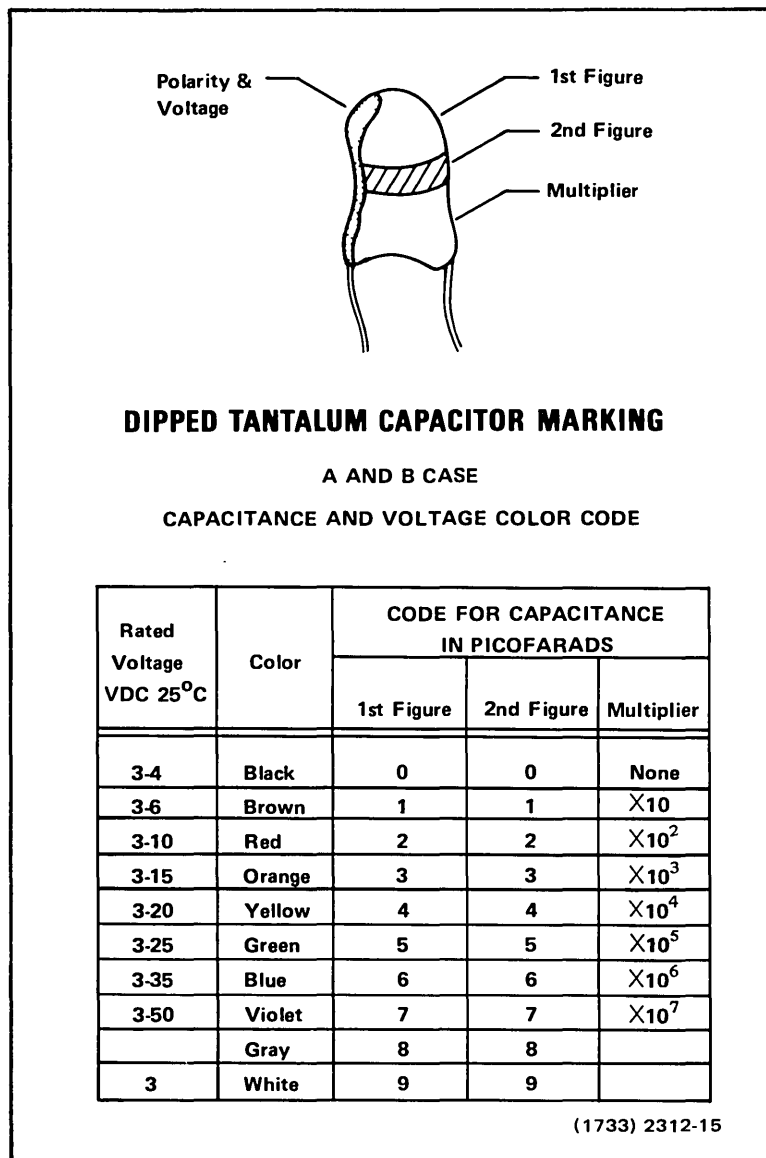 Polarity &
Voltage
1st Figure
2nd Figure
Multiplier
DIPPED TANTALUM CAPACITOR MARKING
A AND B CASE
CAPACITANCE AND VOLTAGE COLOR CODE
Rated Voltage VDC 25°C Color CODE FOR CAPACITANCE IN PICOFARADS
1st Figure 2nd Figure Multiplier
3-4 Black 0 0 None
3-6 Brown 1 1 X10
3-10 Red 2 2 X10²
3-15 Orange 3 3 X10³
3-20 Yellow 4 4 X10⁴
3-25 Green 5 5 X10⁵
3-35 Blue 6 6 X10⁶
3-50 Violet 7 7 X10⁷
Gray 8 8
3 White 9 9
(1733) 2312-15